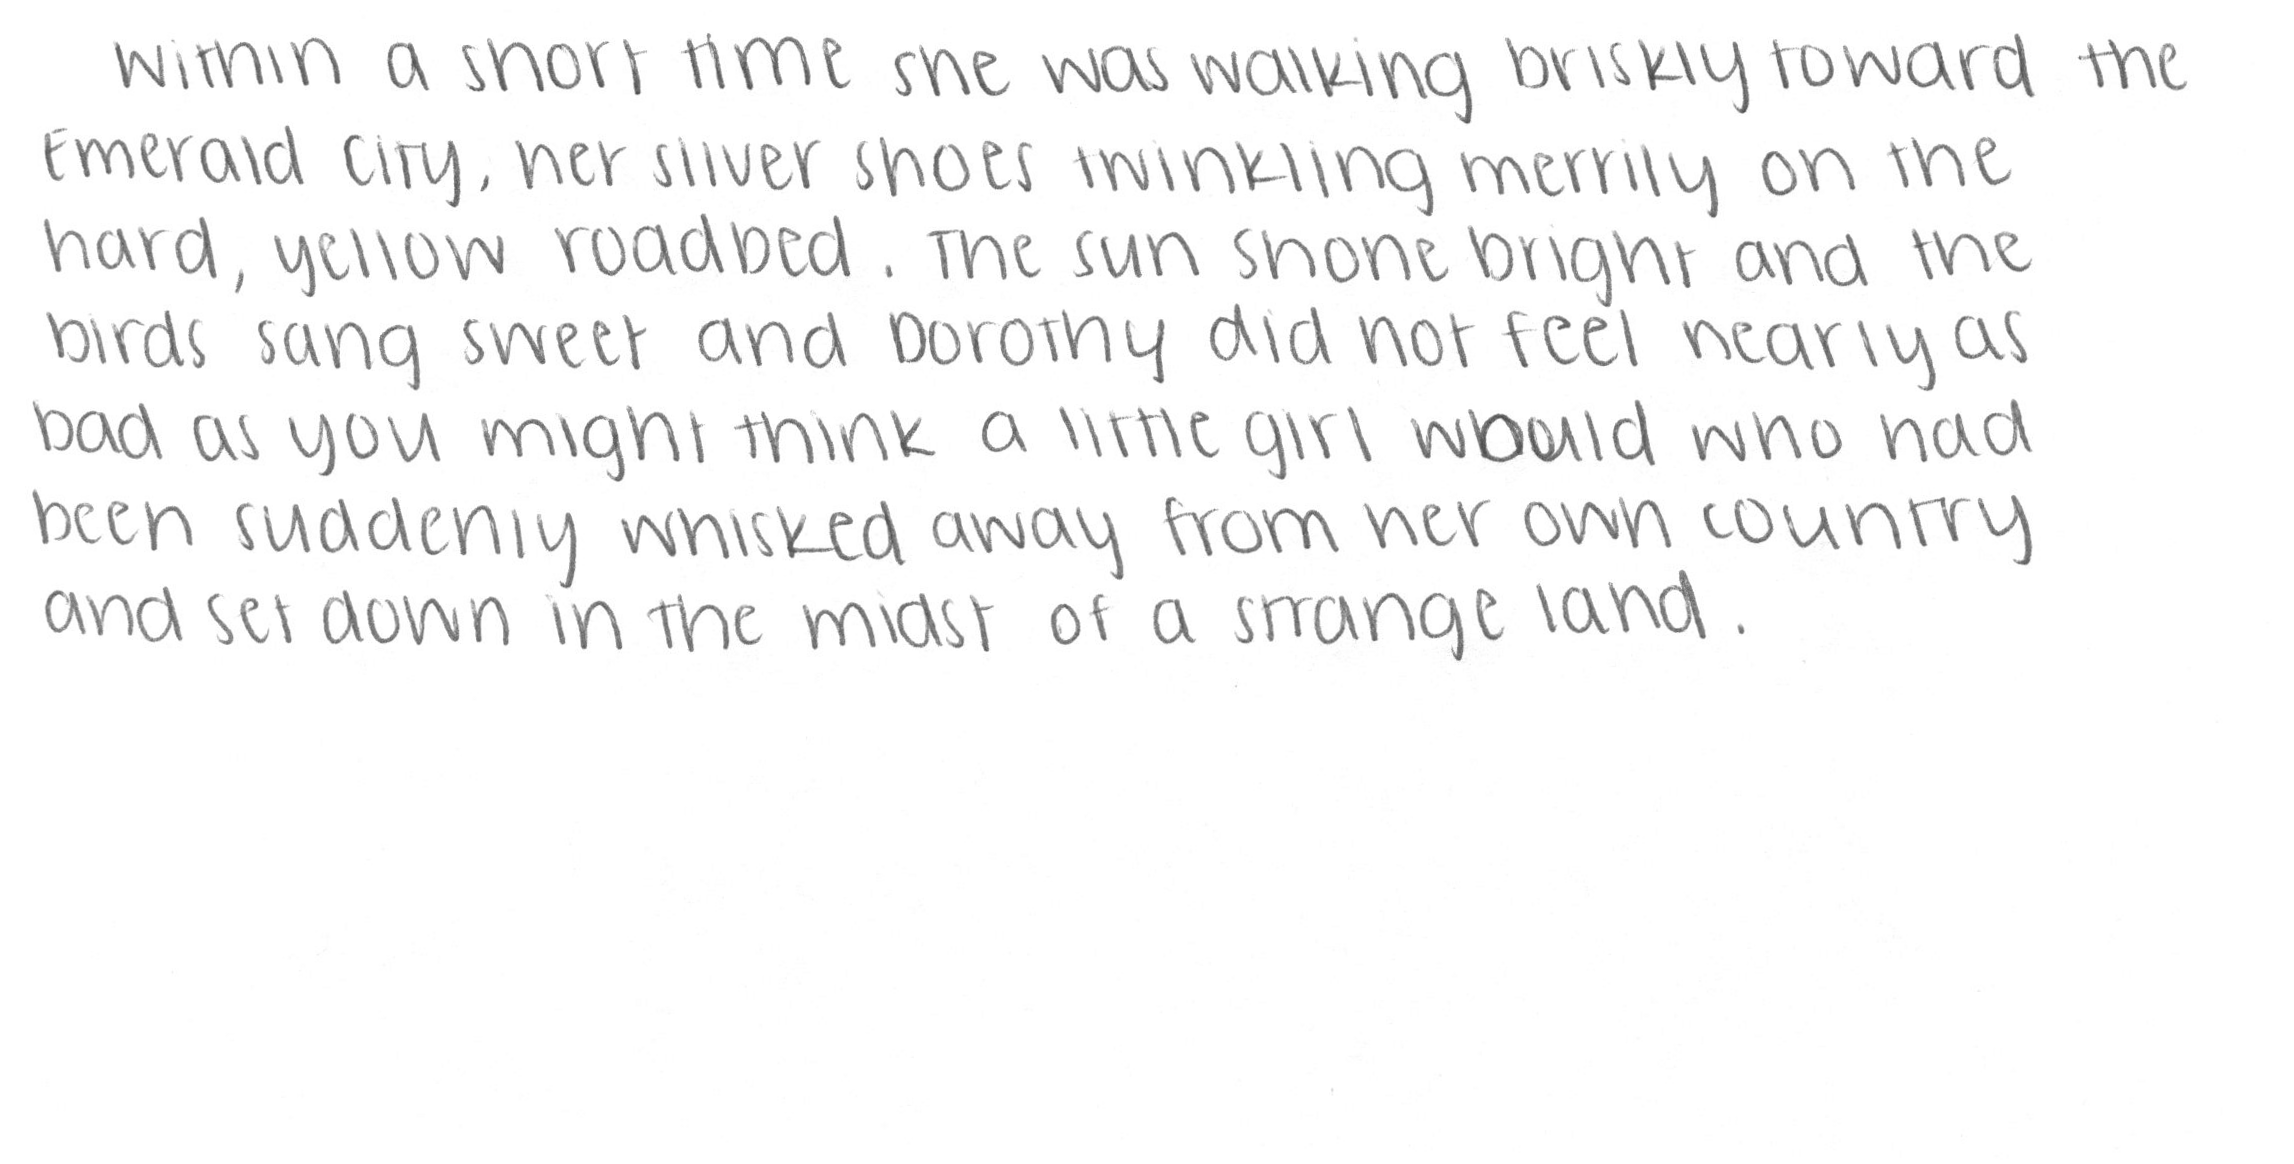 Within a short time she was walking briskly toward the
Emerald City, her silver shoes twinkling merrily on the
hard, yellow roadbed. The sun shone bright and the
birds sang sweet and Dorothy did not feel nearly as
bad as you might think a little girl would who had
been suddenly whisked away from her own country
and set down in the midst of a strange land.